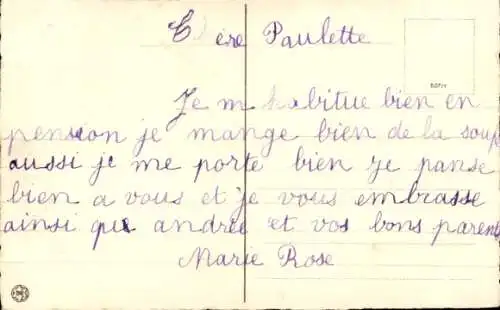 Chère Paulette
Je m habitue bien en
pension je mange bien de la soupe
aussi je me porte bien je panse
bien a vous et je vous embrasse
ainsi que andrée et vos bons parents
Marie Rose